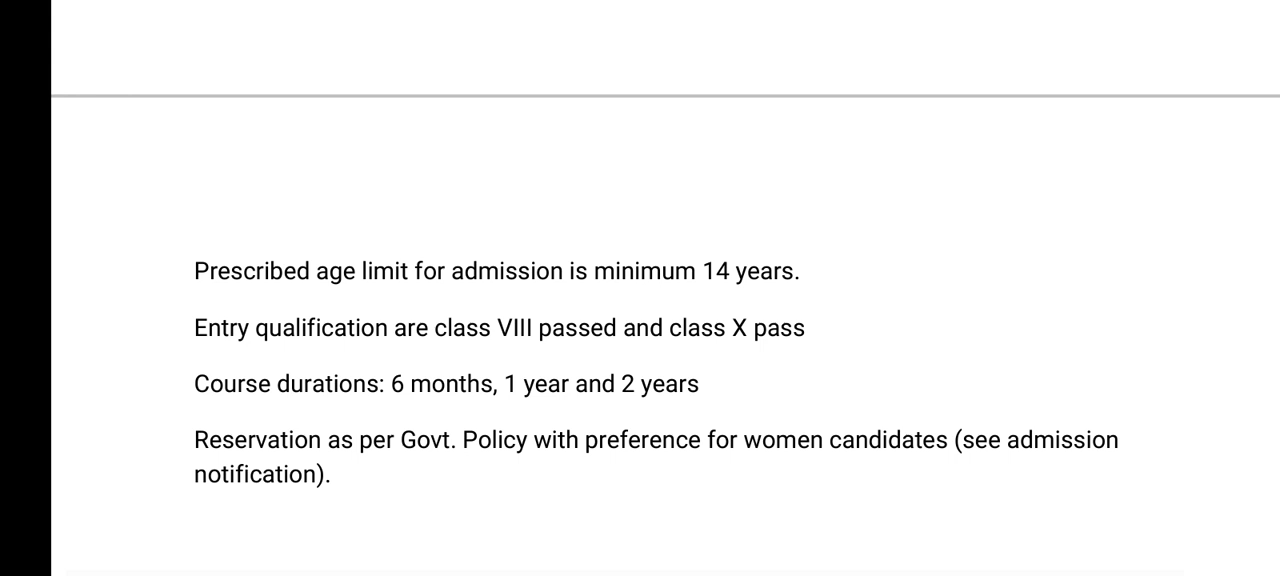 Prescribed age limit for admission is minimum 14 years.
Entry qualification are class VIII passed and class X pass
Course durations: 6 months, 1 year and 2 years
Reservation as per Govt. Policy with preference for women candidates (see admission
notification).